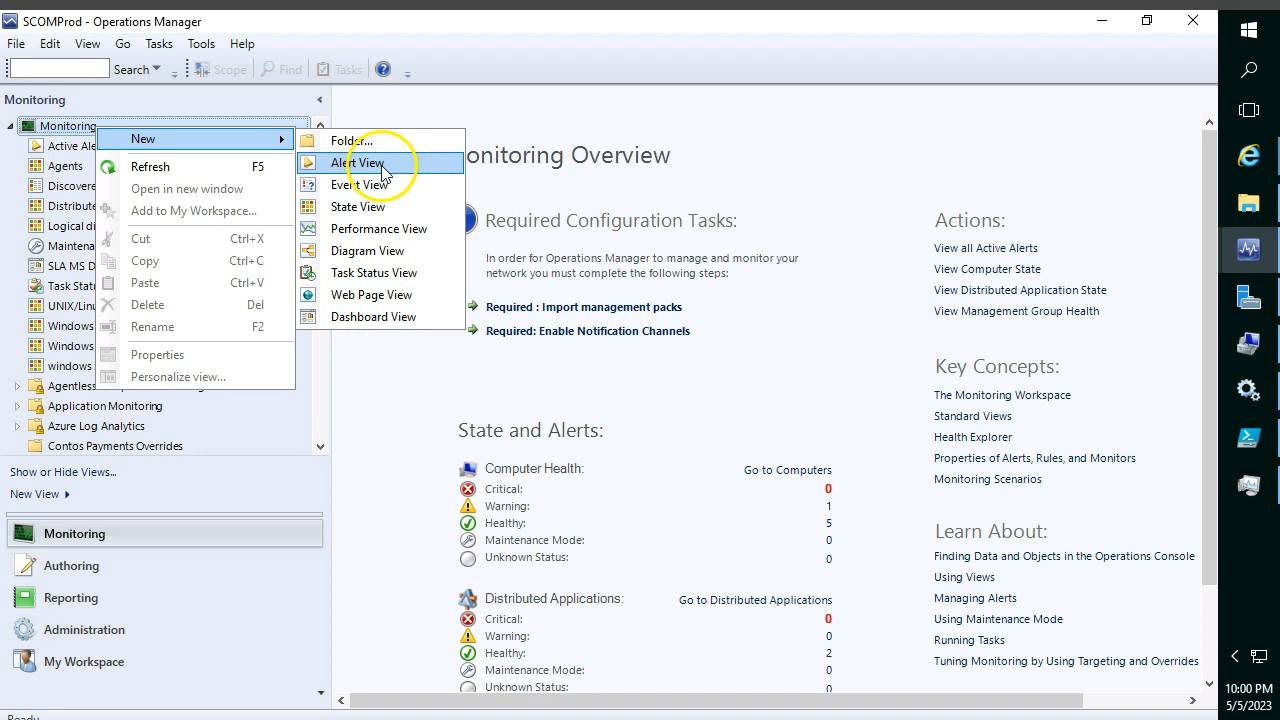 SCOMProd - Operations Manager
File Edit View Go Tasks Tools Help
Search Scope Find Tasks
Monitoring
Monitoring
Active Ale
Agents
Discovere
Distribute
Logical di
Maintena
SLA MS D
Task Statu
UNIX/Linu
Windows
Windows
windows
Agentless
Application Monitoring
Azure Log Analytics
Contos Payments Overrides
Show or Hide Views...
New View
Monitoring
Authoring
Reporting
Administration
My Workspace
New
Refresh F5
Open in new window
Add to My Workspace...
Cut Ctrl+X
Copy Ctrl+C
Paste Ctrl+V
Delete Del
Rename F2
Properties
Personalize view...
Folder...
Alert View
Event View
State View
Performance View
Diagram View
Task Status View
Web Page View
Dashboard View
onitoring Overview
Required Configuration Tasks:
In order for Operations Manager to manage and monitor your
network you must complete the following steps:
Required : Import management packs
Required: Enable Notification Channels
State and Alerts:
Computer Health: Go to Computers
Critical: 0
Warning: 1
Healthy: 5
Maintenance Mode: 0
Unknown Status: 0
Distributed Applications: Go to Distributed Applications
Critical: 0
Warning: 0
Healthy: 2
Maintenance Mode: 0
Unknown Status: 0
Actions:
View all Active Alerts
View Computer State
View Distributed Application State
View Management Group Health
Key Concepts:
The Monitoring Workspace
Standard Views
Health Explorer
Properties of Alerts, Rules, and Monitors
Monitoring Scenarios
Learn About:
Finding Data and Objects in the Operations Console
Using Views
Managing Alerts
Using Maintenance Mode
Running Tasks
Tuning Monitoring by Using Targeting and Overrides
Ready
10:00 PM
5/5/2023